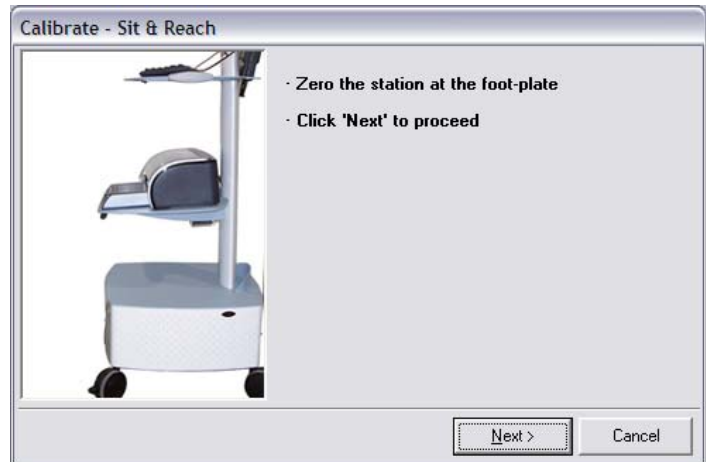 Calibrate - Sit & Reach
· Zero the station at the foot-plate
· Click 'Next' to proceed
Next >
Cancel